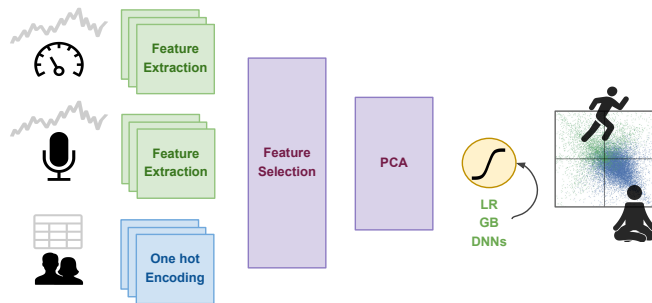 Feature
Extraction
Feature
Extraction
One hot
Encoding
Feature
Selection
PCA
LR
GB
DNNs